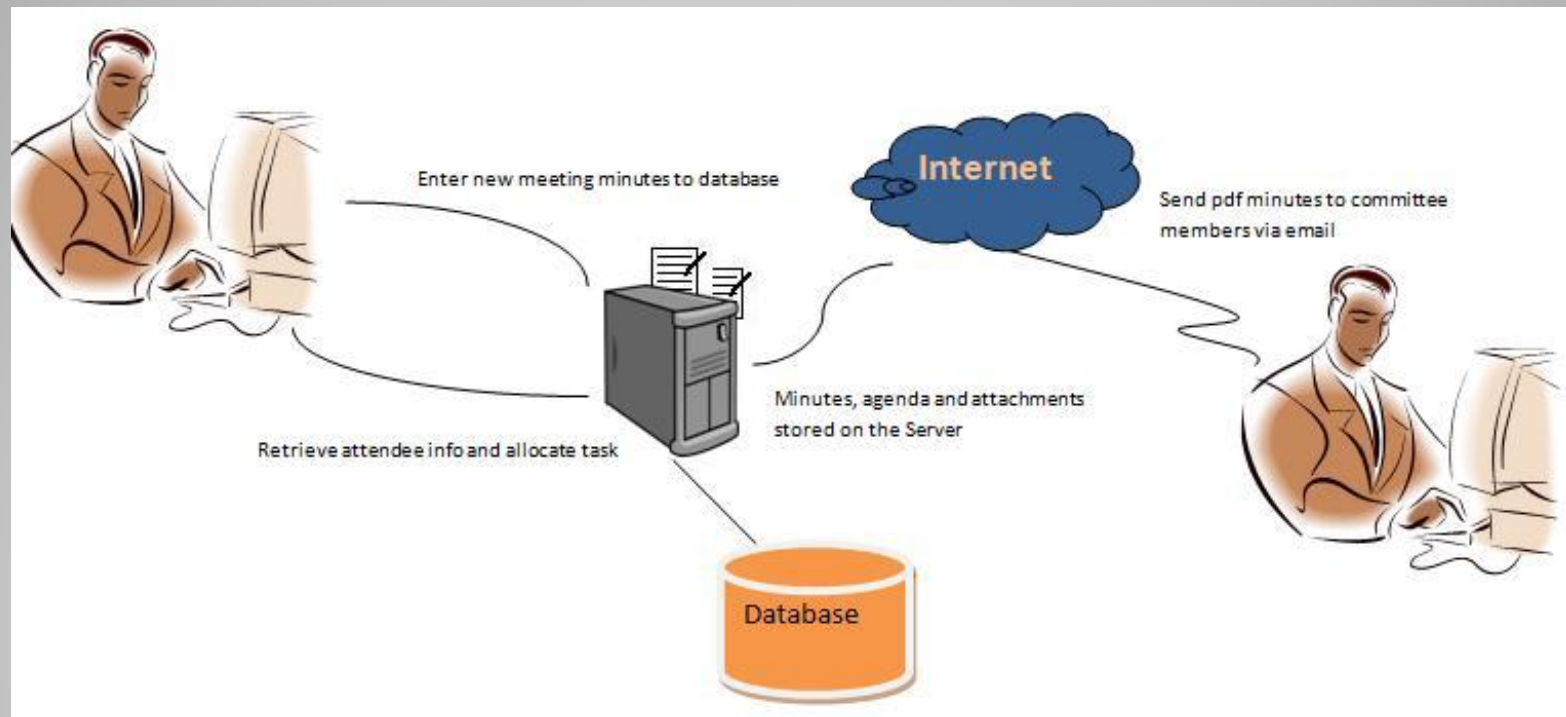 Enter new meeting minutes to database
Internet
Send pdf minutes to committee
members via email
Minutes, agenda and attachments
stored on the Server
Retrieve attendee info and allocate task
Database